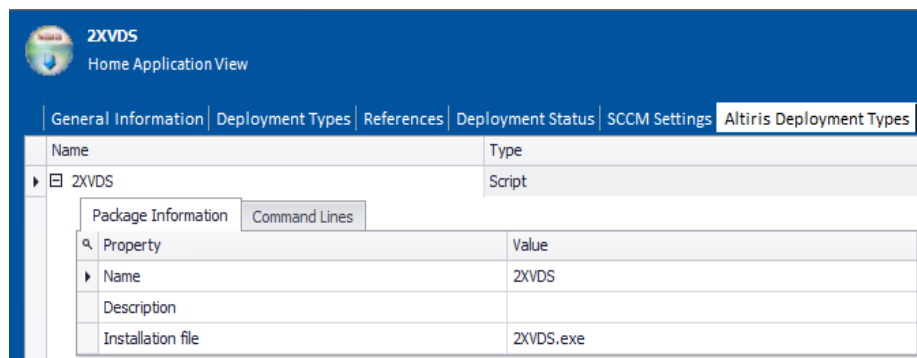 2XVDS
Home Application View
General Information Deployment Types References Deployment Status SCCM Settings Altiris Deployment Types
Name Type
2XVDS Script
Package Information Command Lines
Property Value
Name 2XVDS
Description
Installation file 2XVDS.exe